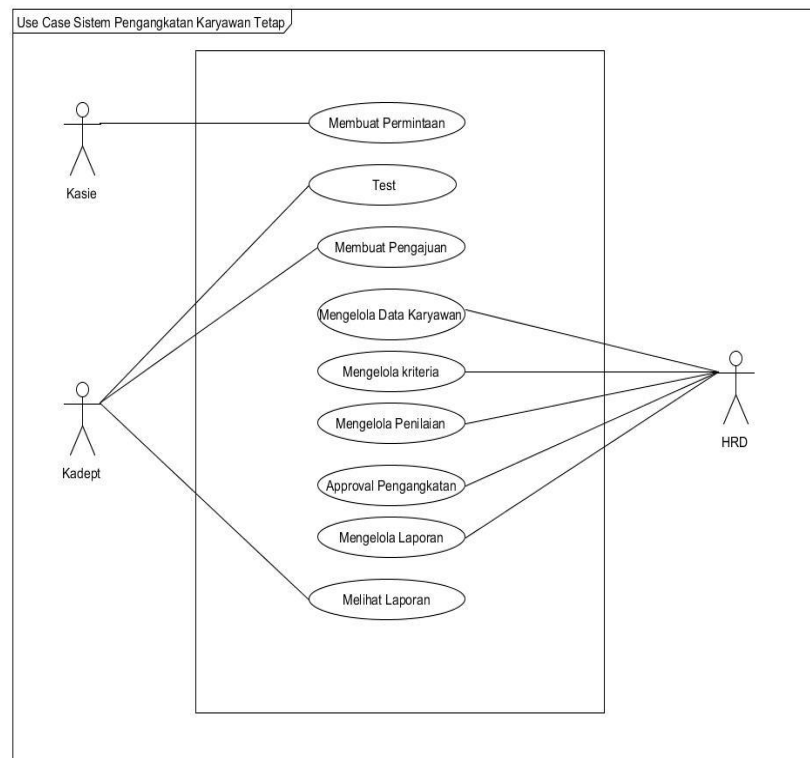 Use Case Sistem Pengangkatan Karyawan Tetap
Membuat Permintaan
Kasie
Test
Membuat Pengajuan
Mengelola Data Karyawan
Mengelola kriteria
Mengelola Penilaian
Kadept
HRD
Approval Pengangkatan
Mengelola Laporan
Melihat Laporan